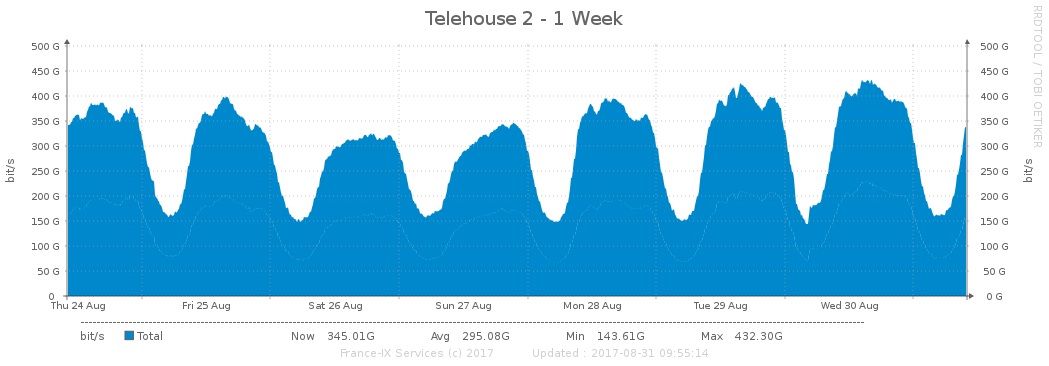 Telehouse 2 - 1 Week
RRDTOOL / TOBI OETIKER
bit/s
500 G
450 G
400 G
350 G
300 G
250 G
200 G
150 G
100 G
50 G
0
500 G
450 G
400 G
350 G
300 G
250 G
200 G
150 G
100 G
50 G
0 G
bit/s
Thu 24 Aug Fri 25 Aug Sat 26 Aug Sun 27 Aug Mon 28 Aug Tue 29 Aug Wed 30 Aug
bit/s Total Now 345.01G Avg 295.08G Min 143.61G Max 432.30G
France-IX Services (c) 2017 Updated : 2017-08-31 09:55:14